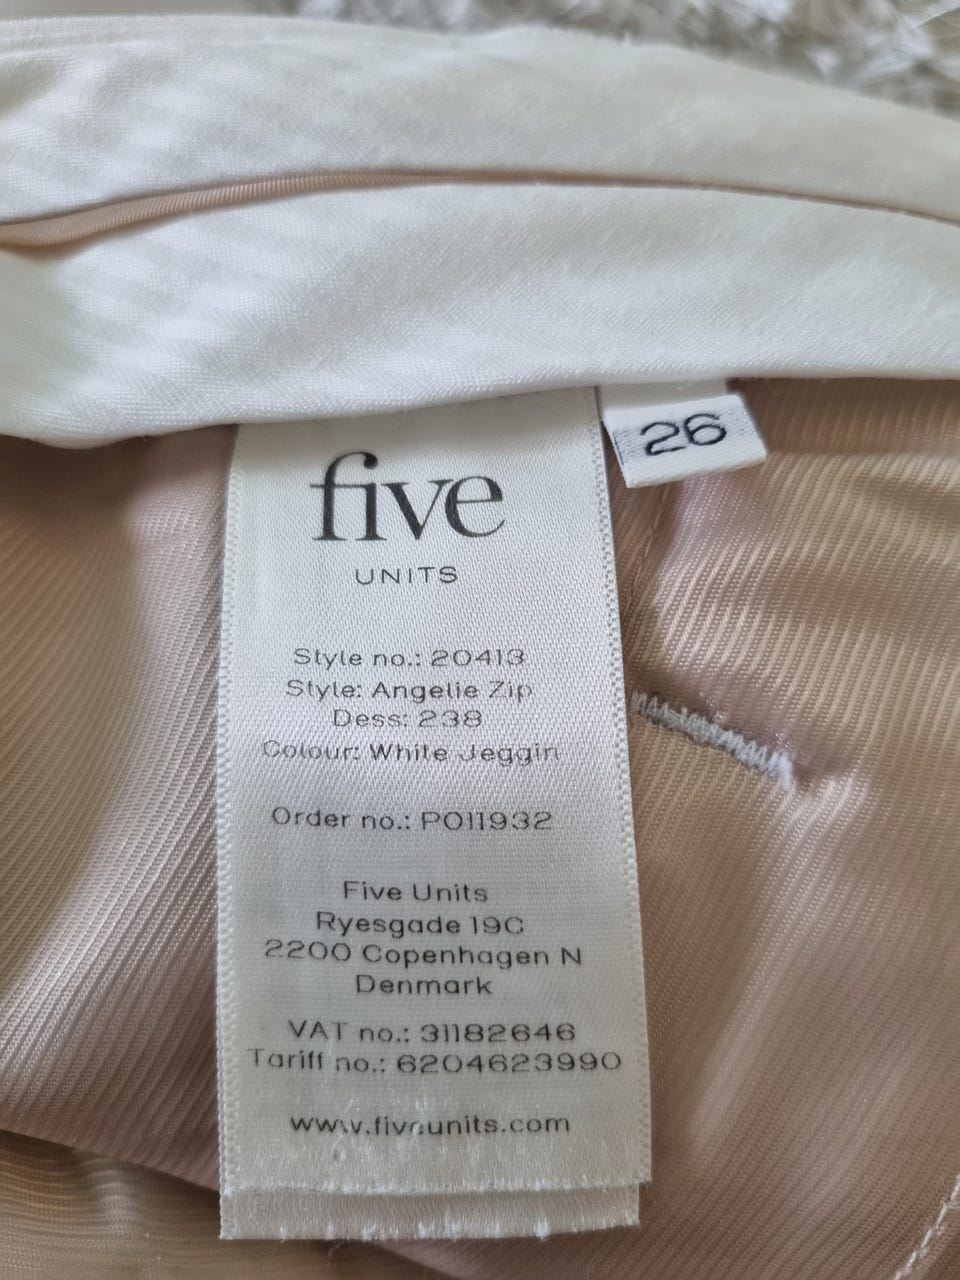 26
five
UNITS
Style no.: 20413
Style: Angelie Zip
Dess: 238
Colour: White Jeggin
Order no.: PO11932
Five Units
Ryesgade 19C
2200 Copenhagen N
Denmark
VAT no.: 31182646
Tariff no.: 6204623990
www.fiveunits.com